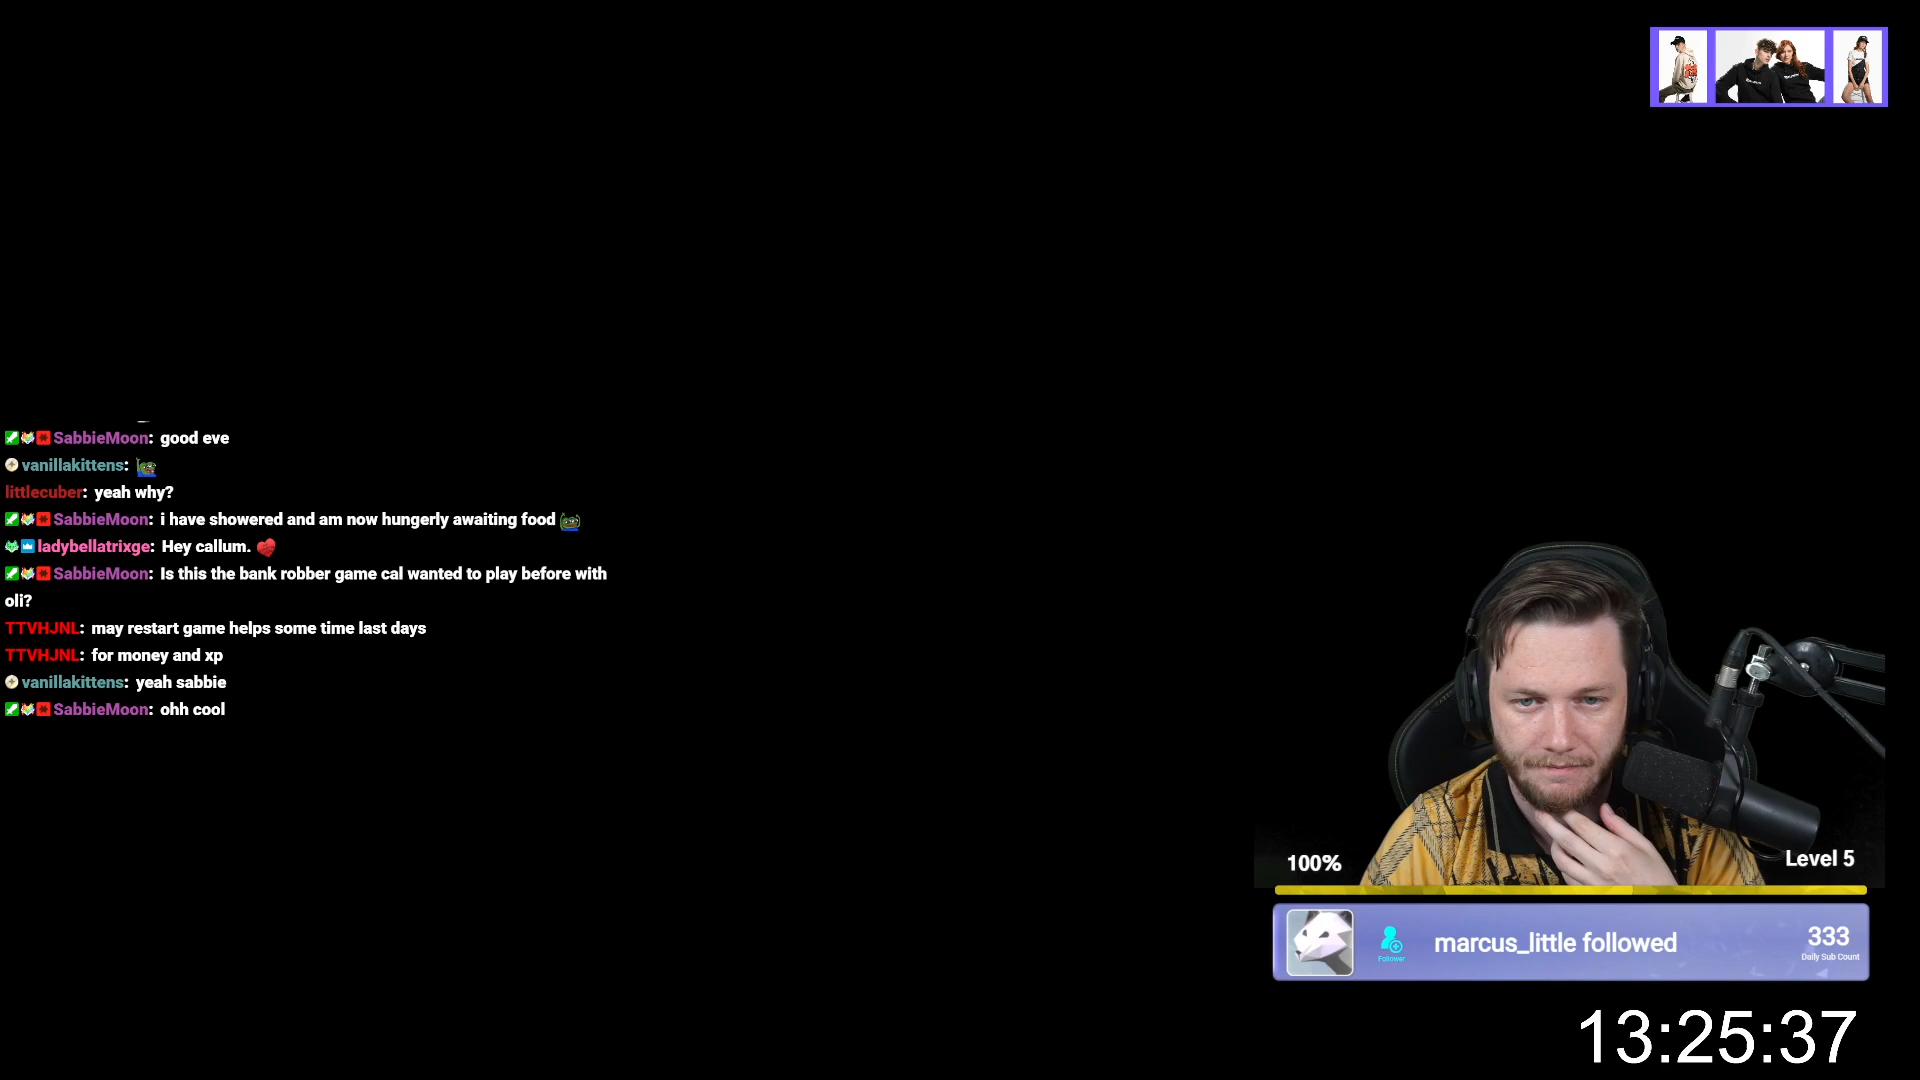 SabbieMoon: good eve
vanillakittens:
littlecuber: yeah why?
SabbieMoon: i have showered and am now hungerly awaiting food
ladybellatrixge: Hey callum.
SabbieMoon: Is this the bank robber game cal wanted to play before with
oli?
TTVHJNL: may restart game helps some time last days
TTVHJNL: for money and xp
vanillakittens: yeah sabbie
SabbieMoon: ohh cool
100%
Level 5
Follower
marcus_little followed
333
Daily Sub Count
13:25:37